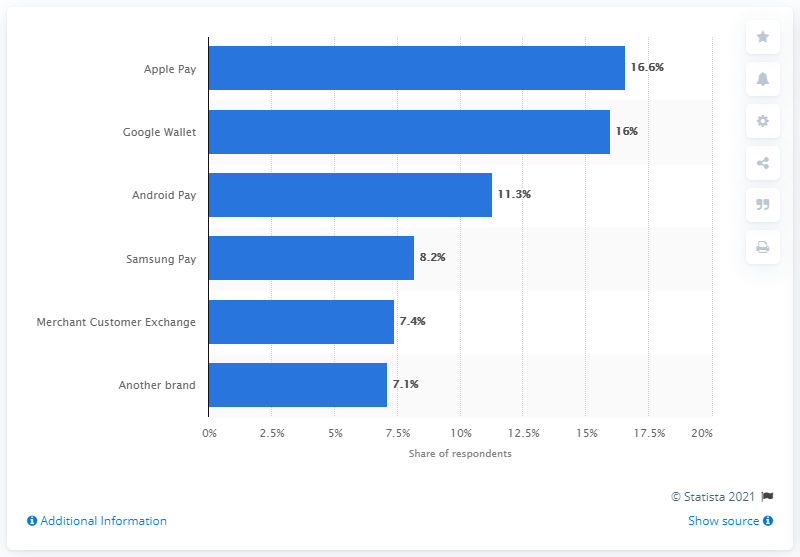 Apple Pay 16.6%
Google Wallet 16%
Android Pay 11.3%
Samsung Pay 8.2%
Merchant Customer Exchange 7.4%
Another brand 7.1%
0% 2.5% 5% 7.5% 10% 12.5% 15% 17.5% 20%
Share of respondents
© Statista 2021
Additional Information Show source